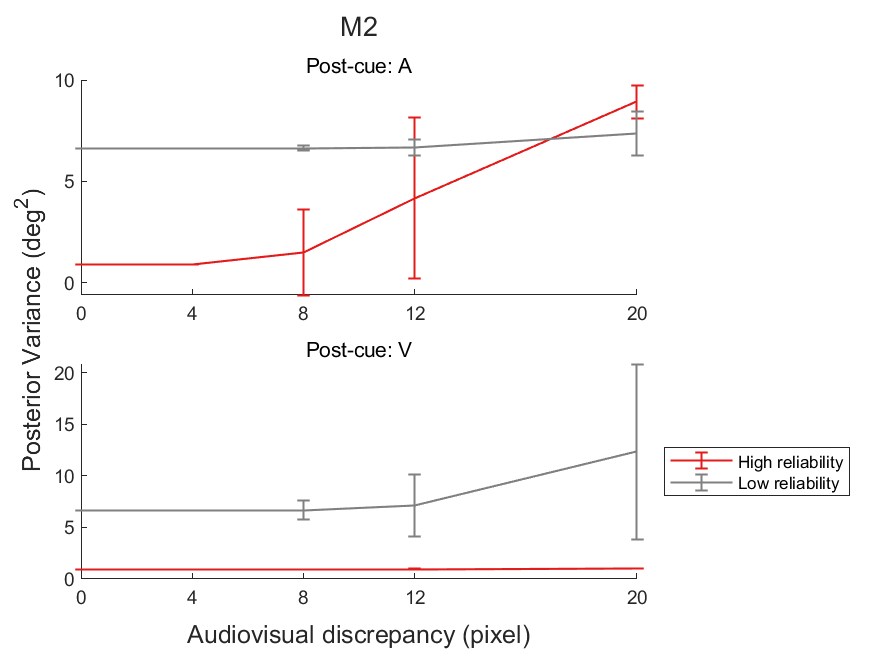 M2
Post-cue: A
10
5
0
0 4 8 12 20
Posterior Variance (deg²)
Post-cue: V
20
15
10
5
0
0 4 8 12 20
Audiovisual discrepancy (pixel)
High reliability
Low reliability